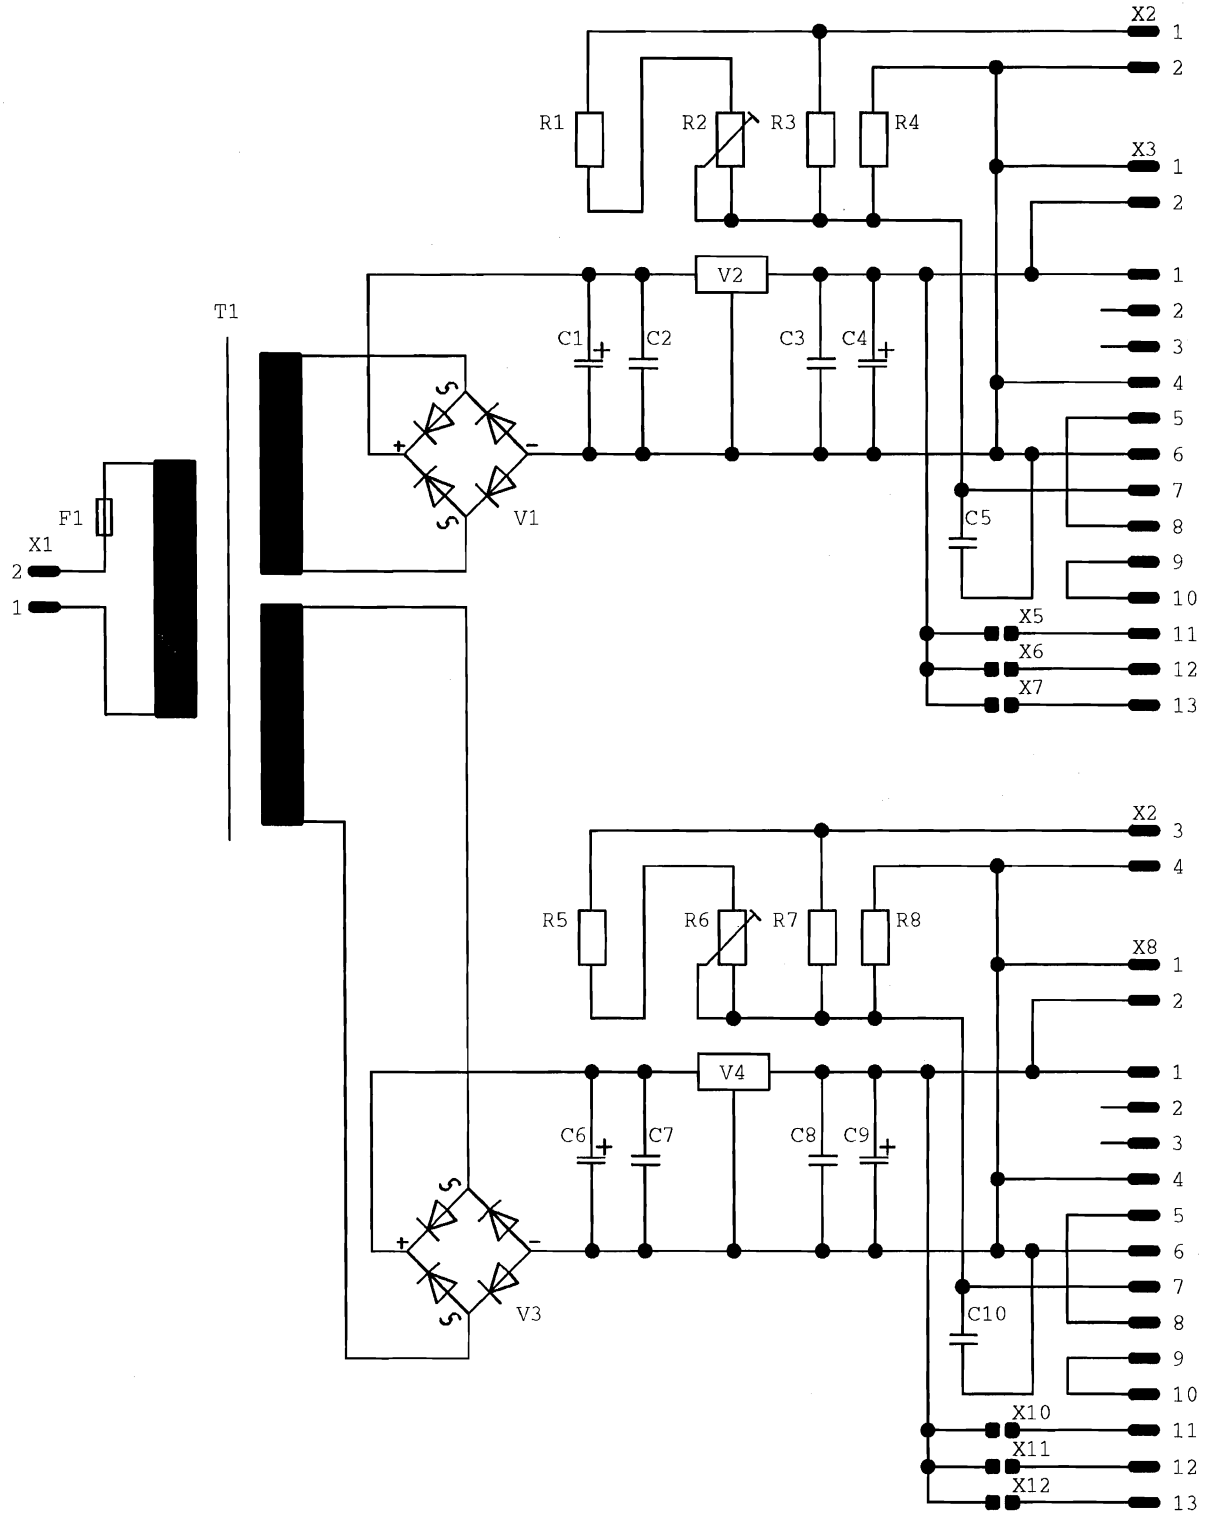 X2
1
2
R1
R2
R3
R4
X3
1
2
V2
1
T1
2
C1 +
C2
C3
C4 +
3
S
4
5
+
-
6
S
V1
7
F1
C5
8
X1
9
2
10
1
X5
11
X6
12
X7
13
X2
3
4
R5
R6
R7
R8
X8
1
2
V4
1
2
C6 +
C7
C8
C9 +
3
S
4
5
+
-
6
S
V3
7
C10
8
9
10
X10
11
X11
12
X12
13